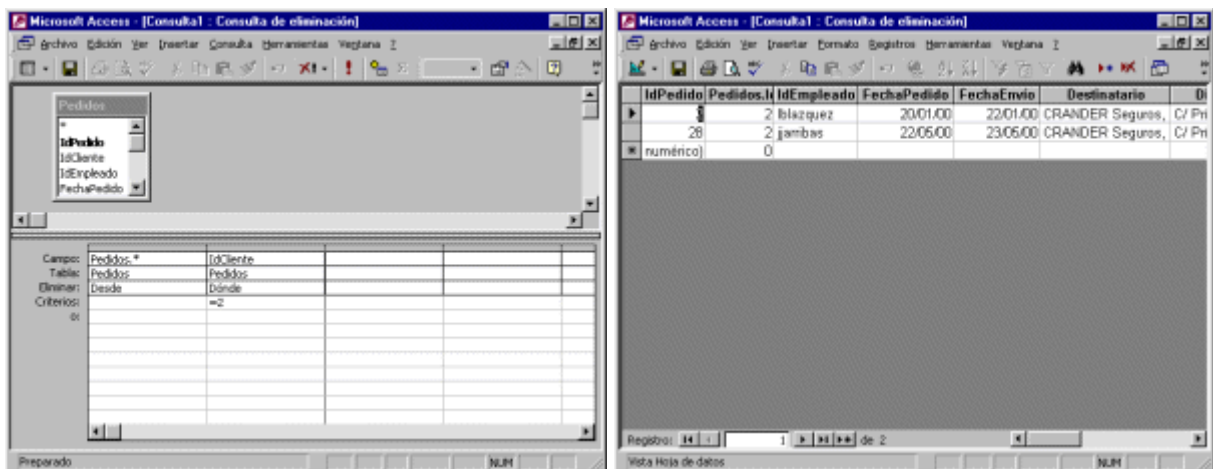 Microsoft Access - [Consulta1 : Consulta de eliminación]
Archivo Edición Ver Insertar Consulta Herramientas Ventana ?
Pedidos
*
IdPedido
IdCliente
IdEmpleado
FechaPedido
Campo: Pedidos.* IdCliente
Tabla: Pedidos Pedidos
Eliminar: Desde Dónde
Criterios: =2
O:
Preparado NUM
Microsoft Access - [Consulta1 : Consulta de eliminación]
Archivo Edición Ver Insertar Formato Registros Herramientas Ventana ?
IdPedido Pedidos.I IdEmpleado FechaPedido FechaEnvio Destinatario Di
2 lblazquez 20/01/00 22/01/00 CRANDER Seguros, C/ Pri
28 2 jjambas 22/05/00 23/05/00 CRANDER Seguros, C/ Pri
numérico) 0
Registro: 1 de 2
Vista Hoja de datos NUM